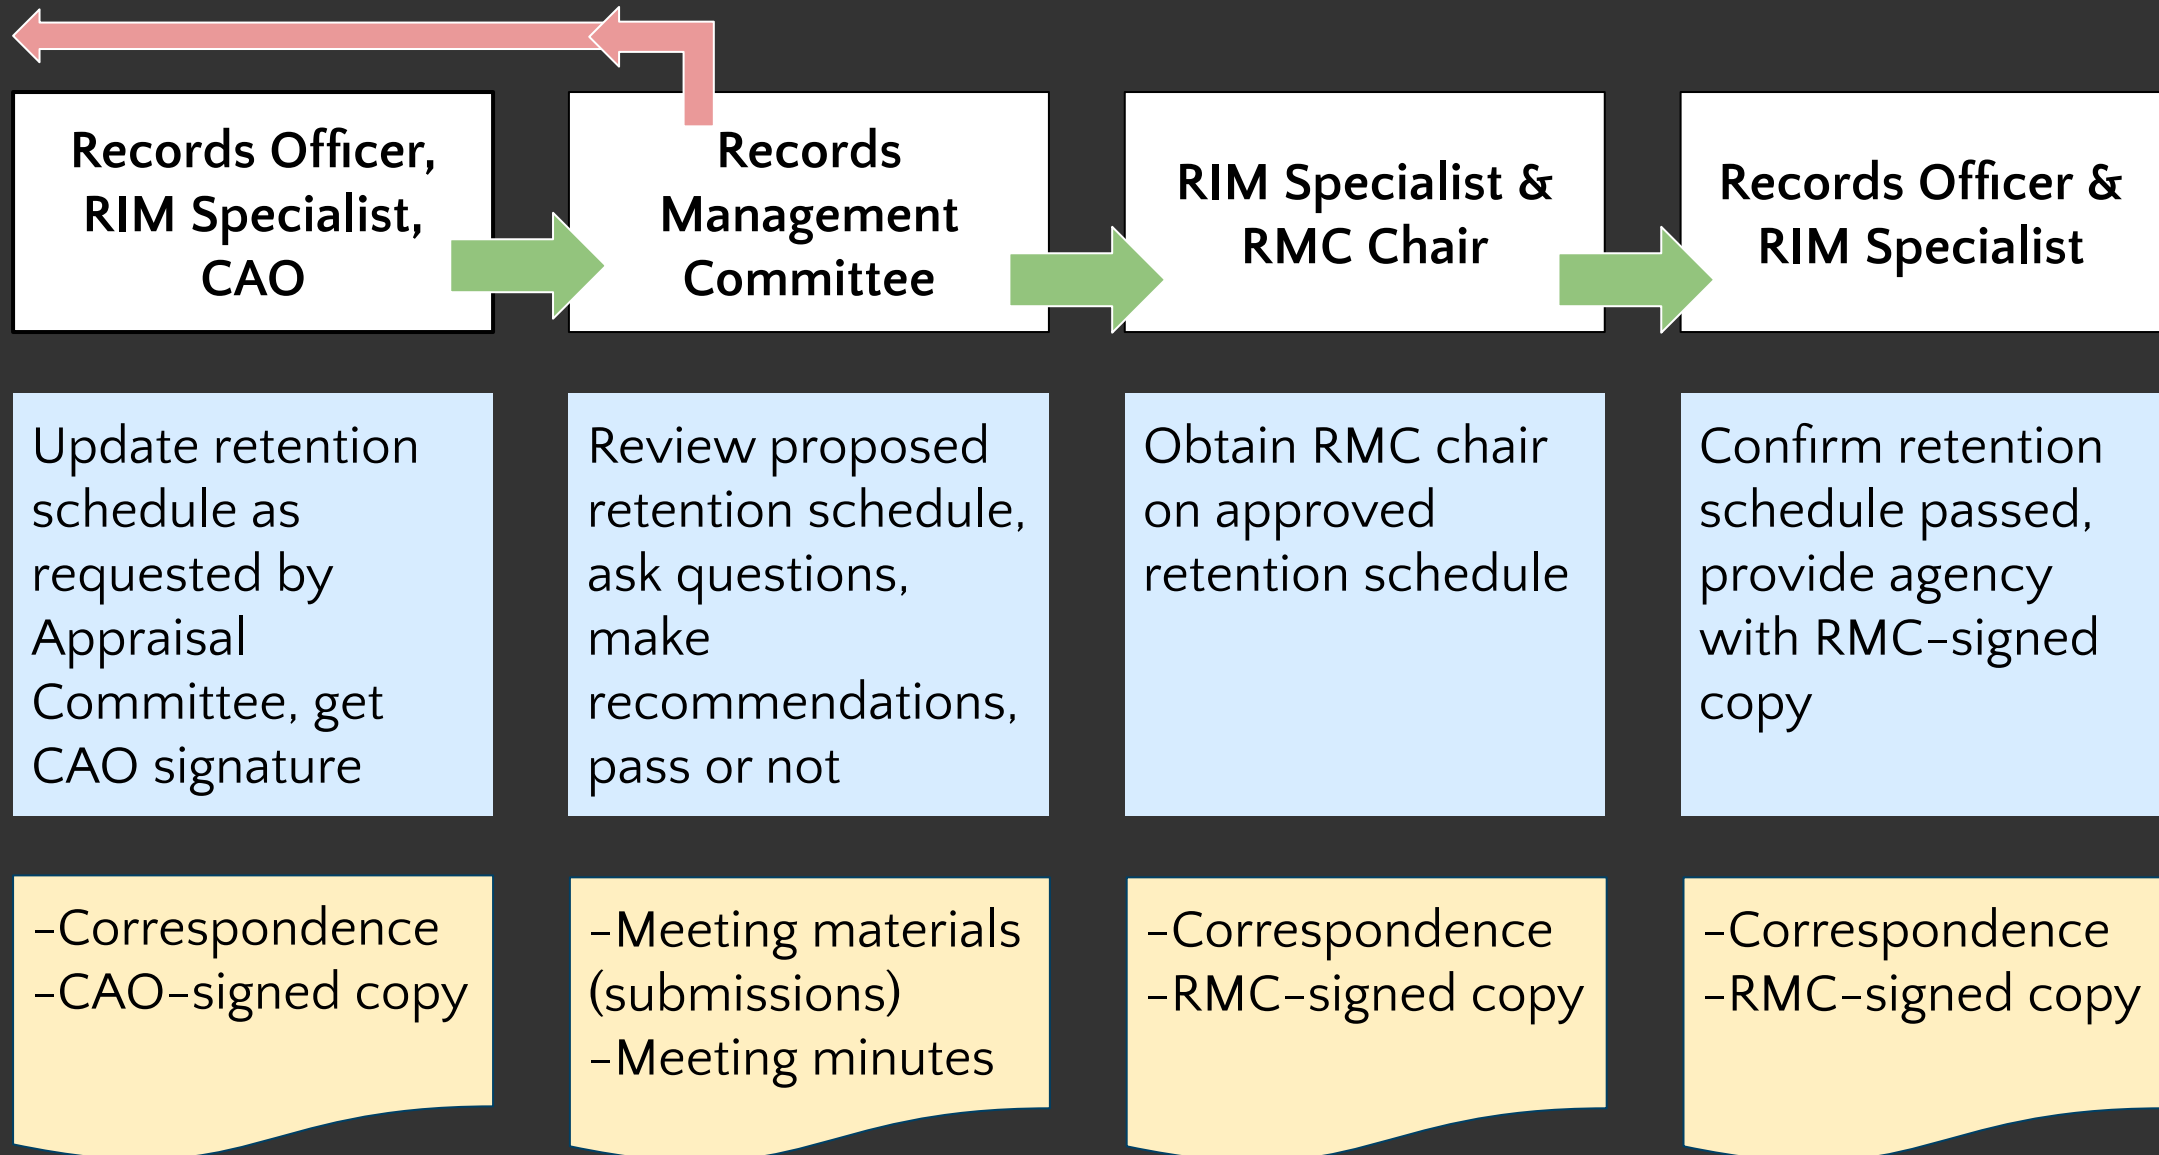 Records Officer,
RIM Specialist,
CAO
Records
Management
Committee
RIM Specialist &
RMC Chair
Records Officer &
RIM Specialist
Update retention
schedule as
requested by
Appraisal
Committee, get
CAO signature
Review proposed
retention schedule,
ask questions,
make
recommendations,
pass or not
Obtain RMC chair
on approved
retention schedule
Confirm retention
schedule passed,
provide agency
with RMC-signed
copy
-Correspondence
-CAO-signed copy
-Meeting materials
(submissions)
-Meeting minutes
-Correspondence
-RMC-signed copy
-Correspondence
-RMC-signed copy